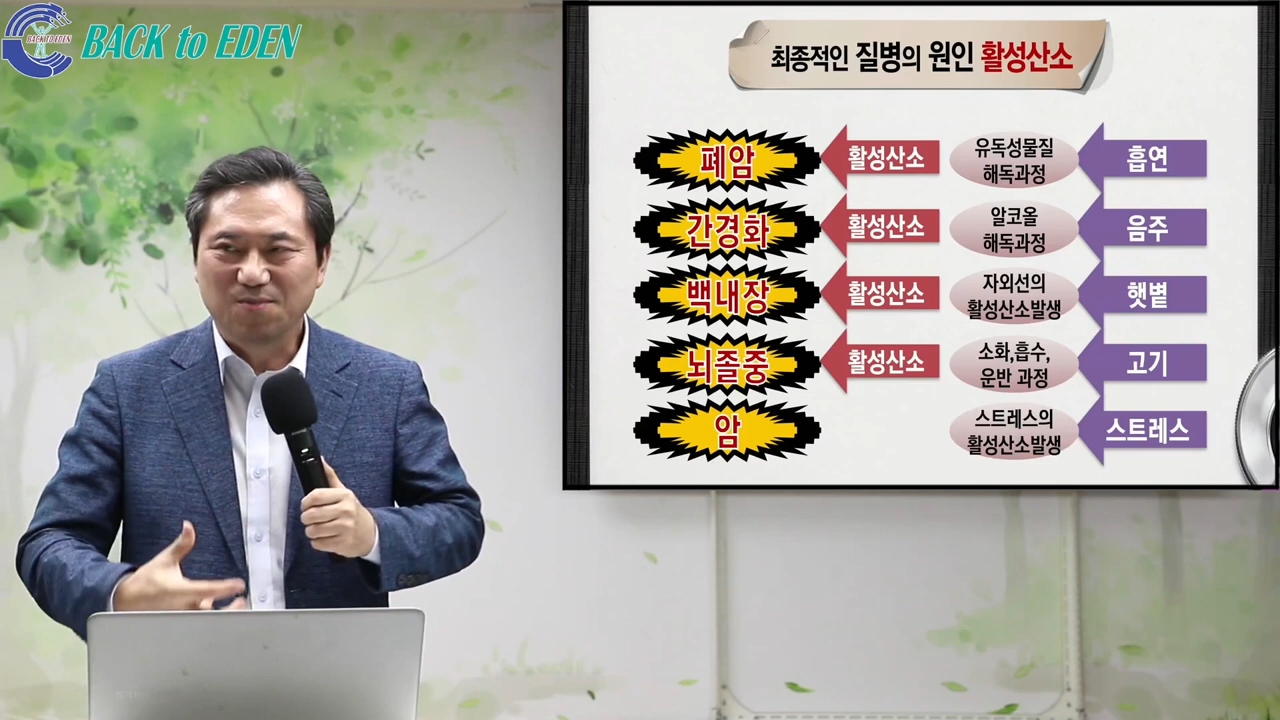 BACK to EDEN
BACK TO EDEN
최종적인 질병의 원인 활성산소
폐암
활성산소
유독성물질
해독과정
흡연
간경화
활성산소
알코올
해독과정
음주
백내장
활성산소
자외선의
활성산소발생
햇볕
뇌졸중
활성산소
소화,흡수,
운반 과정
고기
암
스트레스의
활성산소발생
스트레스